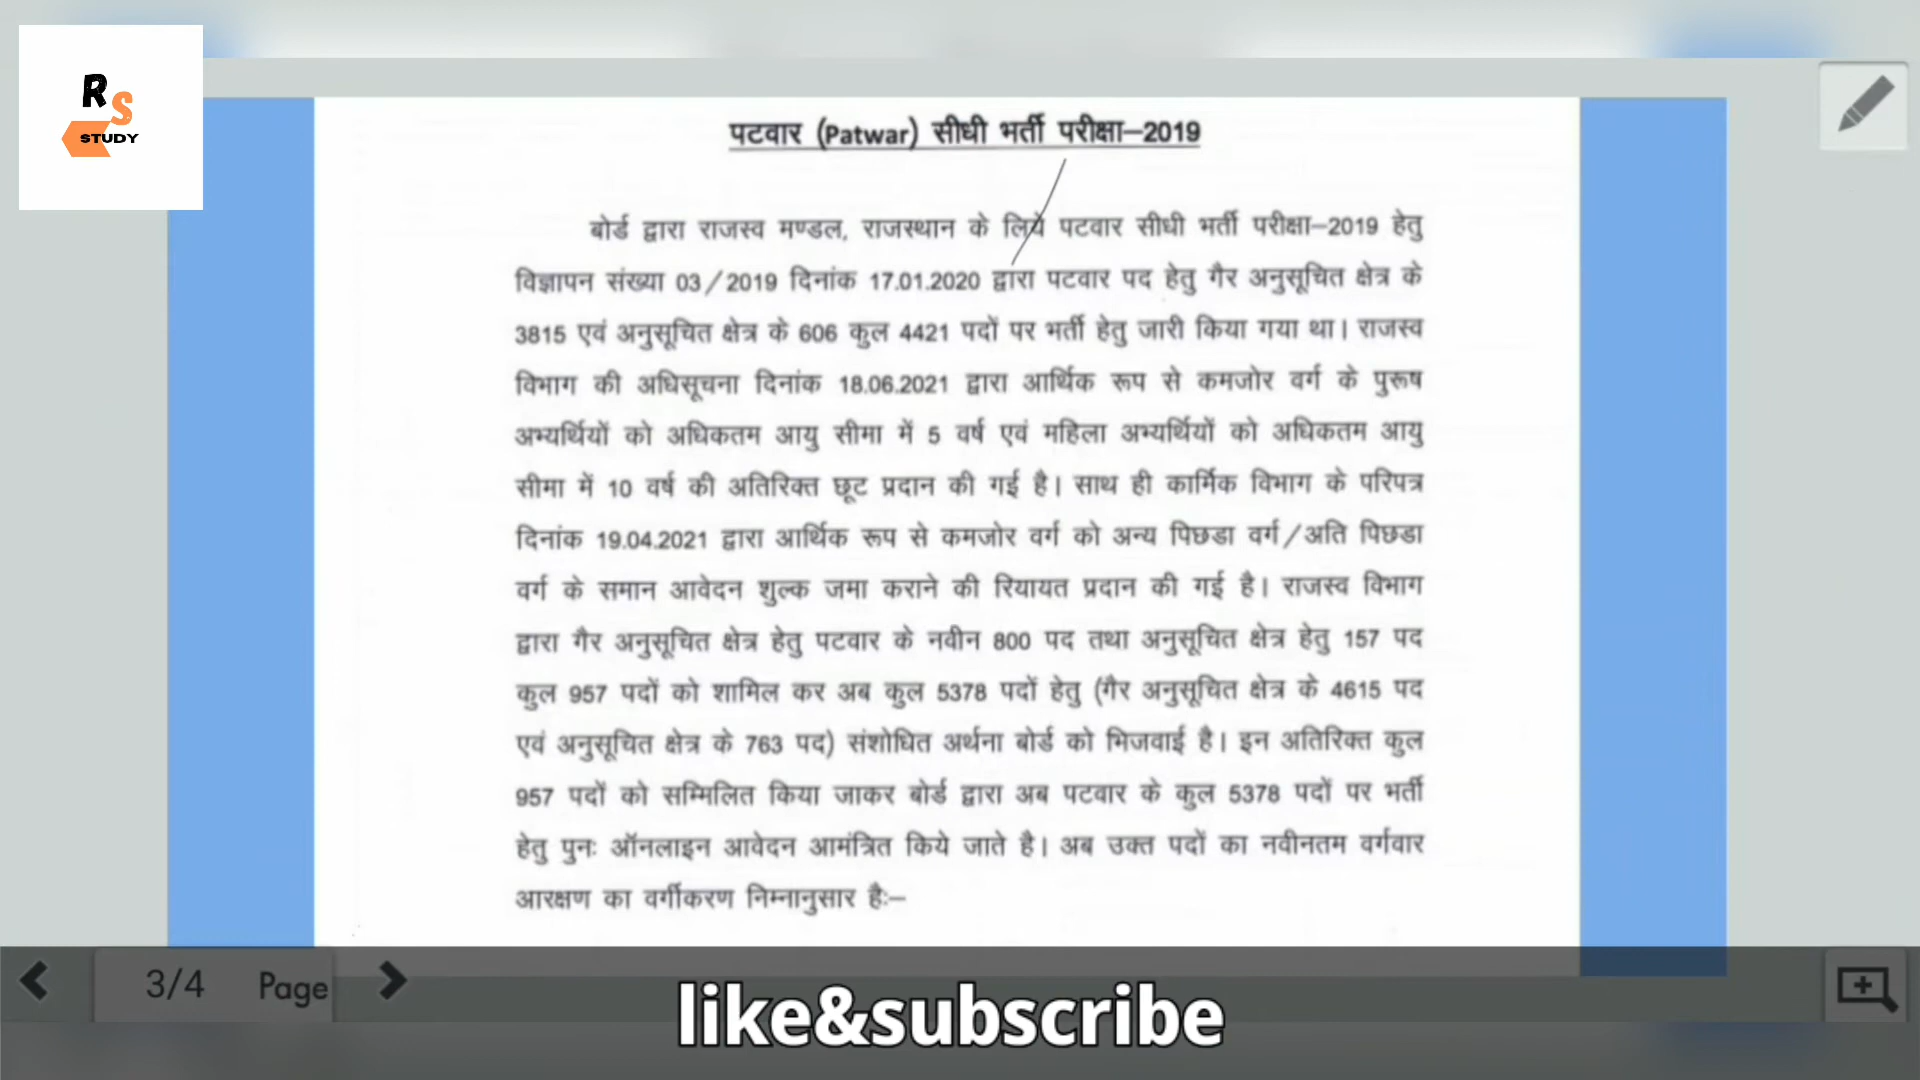 R S
STUDY
पटवार (Patwar) सीधी भर्ती परीक्षा–2019
बोर्ड द्वारा राजस्व मण्डल, राजस्थान के लिये पटवार सीधी भर्ती परीक्षा–2019 हेतु
विज्ञापन संख्या 03/2019 दिनांक 17.01.2020 द्वारा पटवार पद हेतु गैर अनुसूचित क्षेत्र के
3815 एवं अनुसूचित क्षेत्र के 606 कुल 4421 पदों पर भर्ती हेतु जारी किया गया था। राजस्व
विभाग की अधिसूचना दिनांक 18.06.2021 द्वारा आर्थिक रूप से कमजोर वर्ग के पुरूष
अभ्यर्थियों को अधिकतम आयु सीमा में 5 वर्ष एवं महिला अभ्यर्थियों को अधिकतम आयु
सीमा में 10 वर्ष की अतिरिक्त छूट प्रदान की गई है। साथ ही कार्मिक विभाग के परिपत्र
दिनांक 19.04.2021 द्वारा आर्थिक रूप से कमजोर वर्ग को अन्य पिछडा वर्ग/अति पिछडा
वर्ग के समान आवेदन शुल्क जमा कराने की रियायत प्रदान की गई है। राजस्व विभाग
द्वारा गैर अनुसूचित क्षेत्र हेतु पटवार के नवीन 800 पद तथा अनुसूचित क्षेत्र हेतु 157 पद
कुल 957 पदों को शामिल कर अब कुल 5378 पदों हेतु (गैर अनुसूचित क्षेत्र के 4615 पद
एवं अनुसूचित क्षेत्र के 763 पद) संशोधित अर्थना बोर्ड को भिजवाई है। इन अतिरिक्त कुल
957 पदों को सम्मिलित किया जाकर बोर्ड द्वारा अब पटवार के कुल 5378 पदों पर भर्ती
हेतु पुनः ऑनलाइन आवेदन आमंत्रित किये जाते है। अब उक्त पदों का नवीनतम वर्गवार
आरक्षण का वर्गीकरण निम्नानुसार हैः–
3/4 Page
like&subscribe